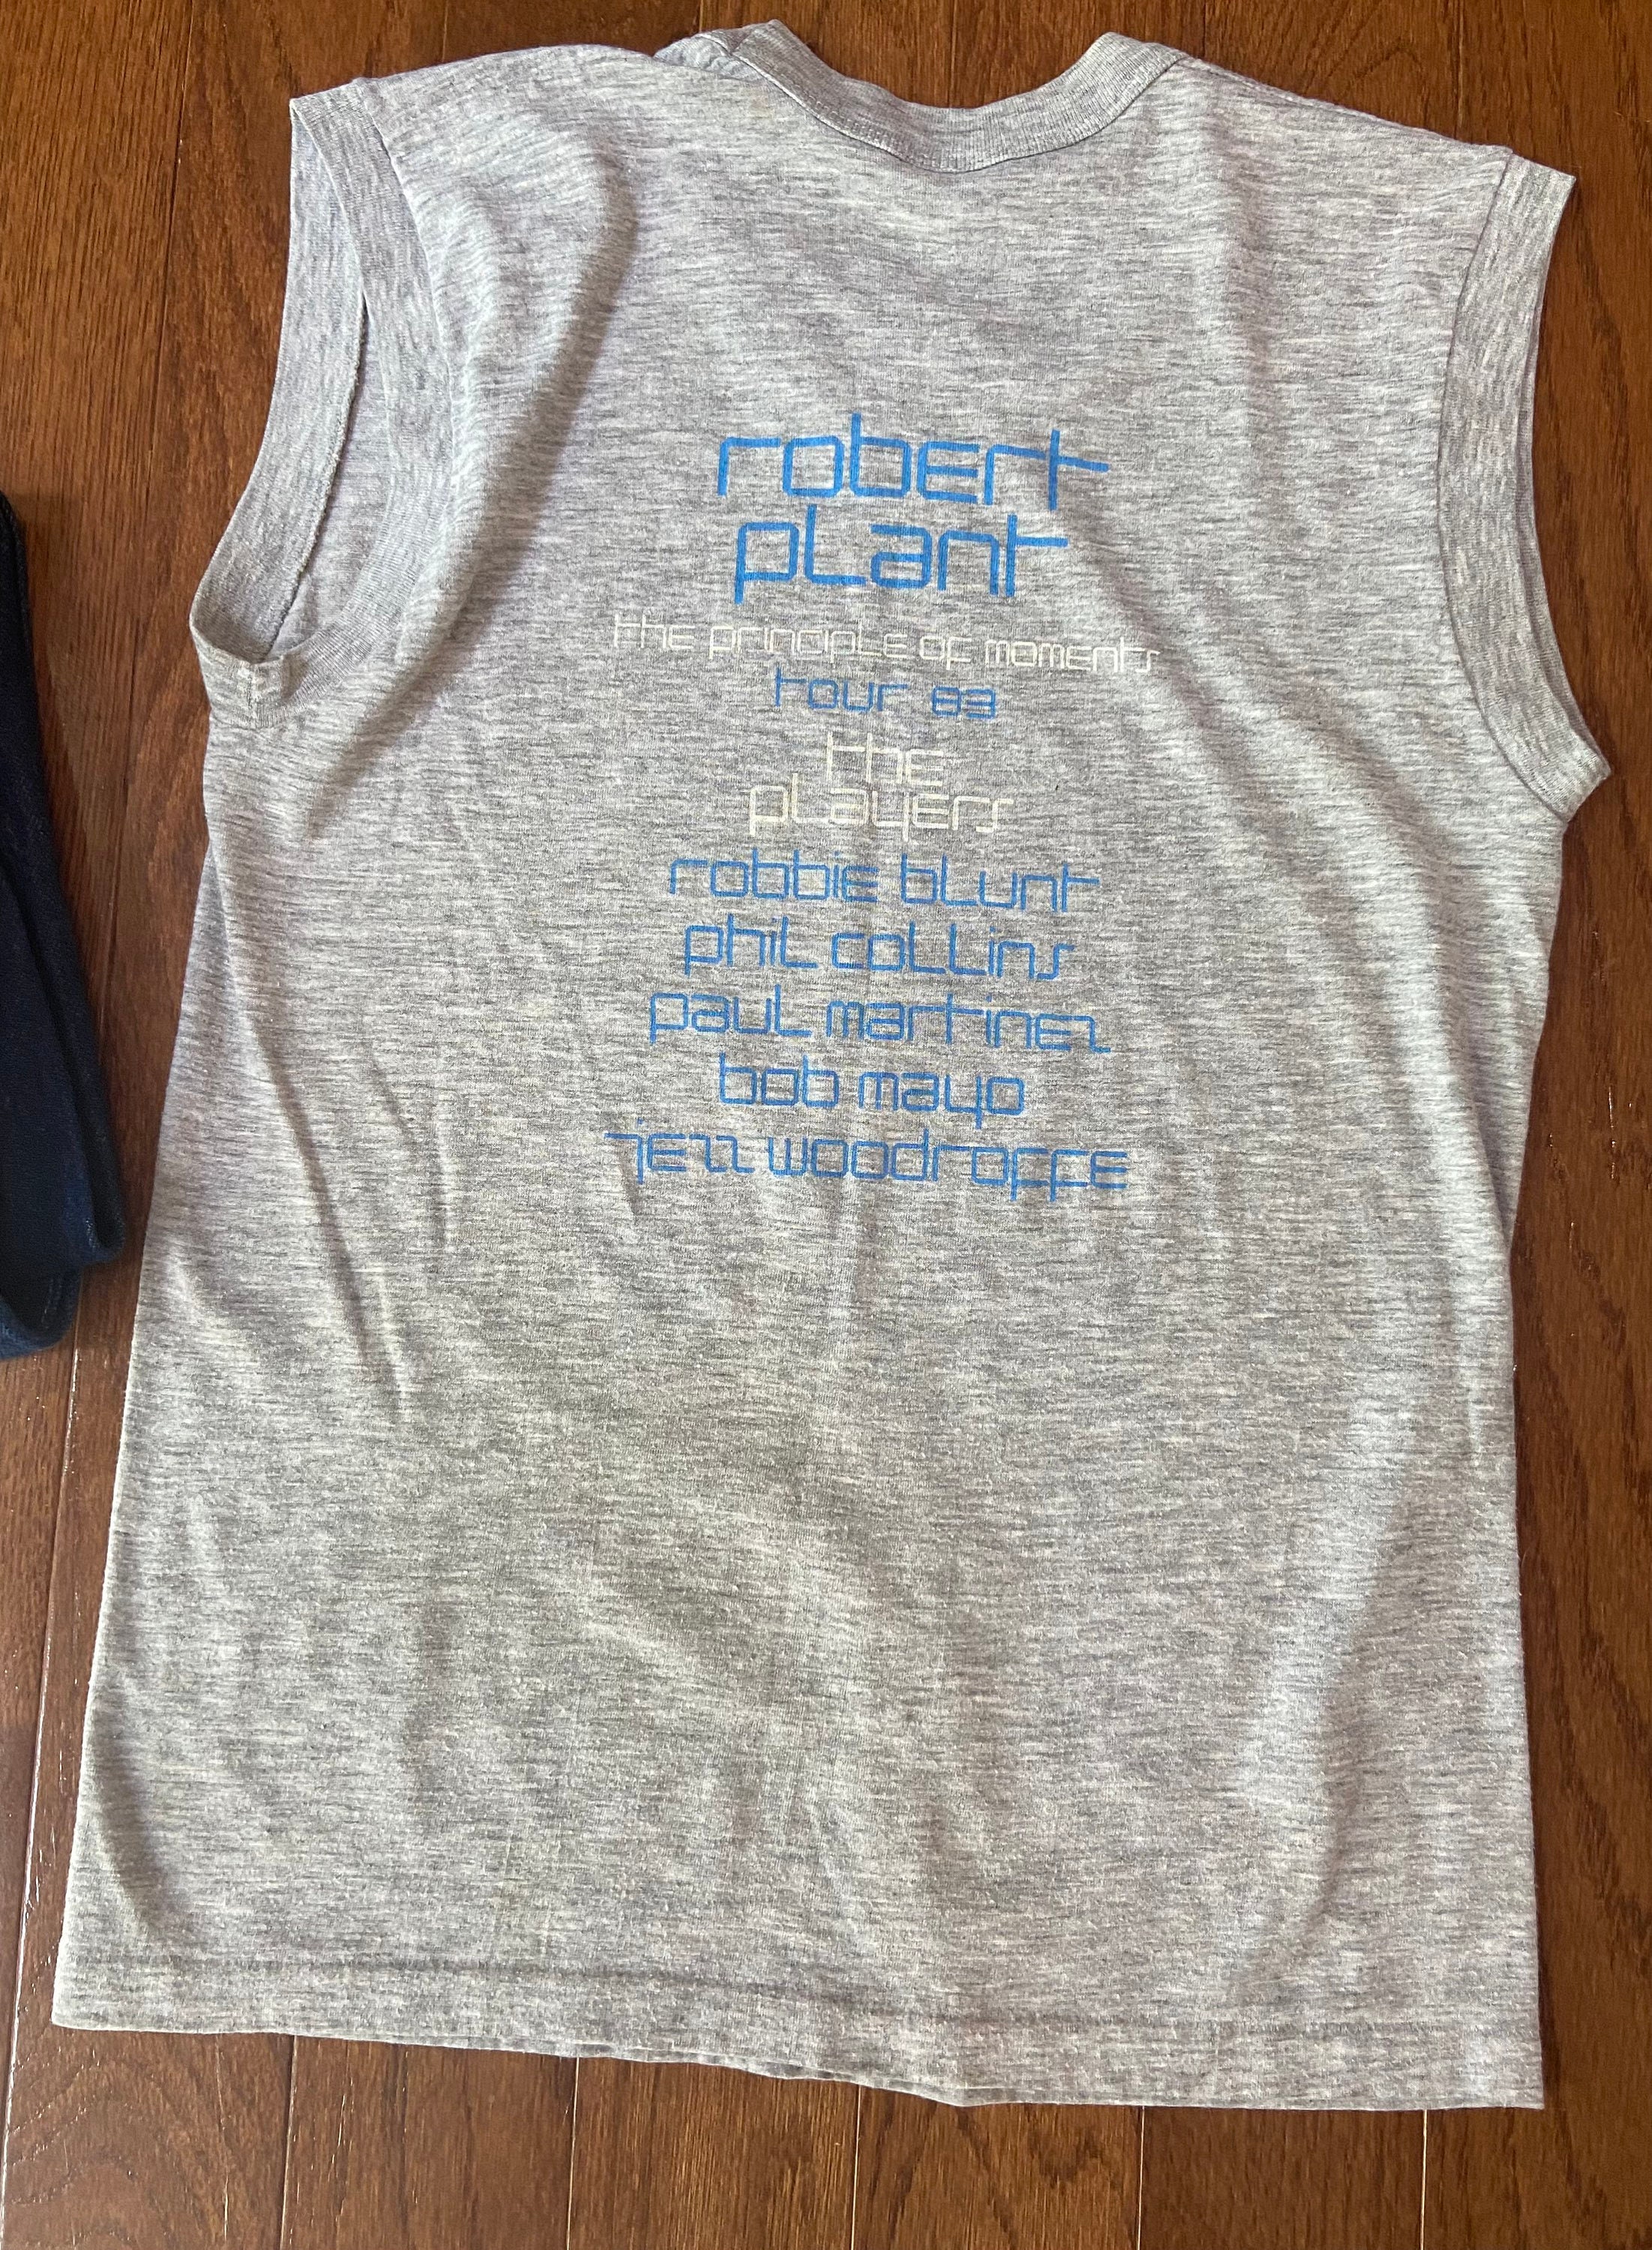 robert
plant
the principle of moments
tour 83
the
players
robbie blunt
phil collins
paul martinez
bob mayo
jezz woodroffe